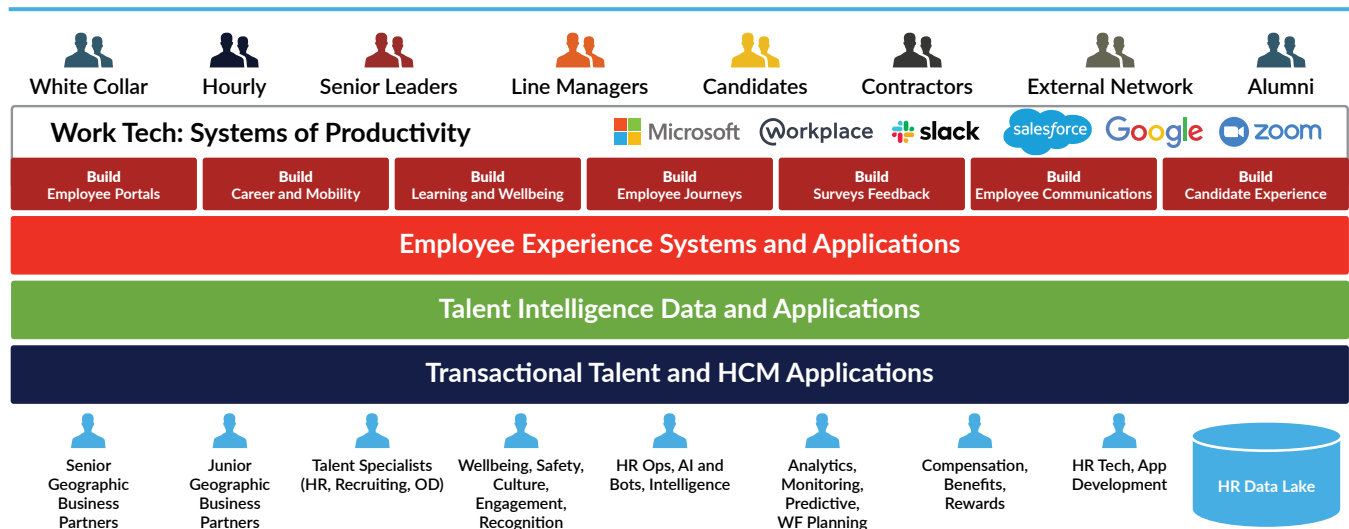 White Collar
Hourly
Senior Leaders
Line Managers
Candidates
Contractors
External Network
Alumni
Work Tech: Systems of Productivity
Microsoft
Workplace
slack
salesforce
Google
zoom
Build
Employee Portals
Build
Career and Mobility
Build
Learning and Wellbeing
Build
Employee Journeys
Build
Surveys Feedback
Build
Employee Communications
Build
Candidate Experience
Employee Experience Systems and Applications
Talent Intelligence Data and Applications
Transactional Talent and HCM Applications
Senior
Geographic
Business
Partners
Junior
Geographic
Business
Partners
Talent Specialists
(HR, Recruiting, OD)
Wellbeing, Safety,
Culture,
Engagement,
Recognition
HR Ops, AI and
Bots, Intelligence
Analytics,
Monitoring,
Predictive,
WF Planning
Compensation,
Benefits,
Rewards
HR Tech, App
Development
HR Data Lake